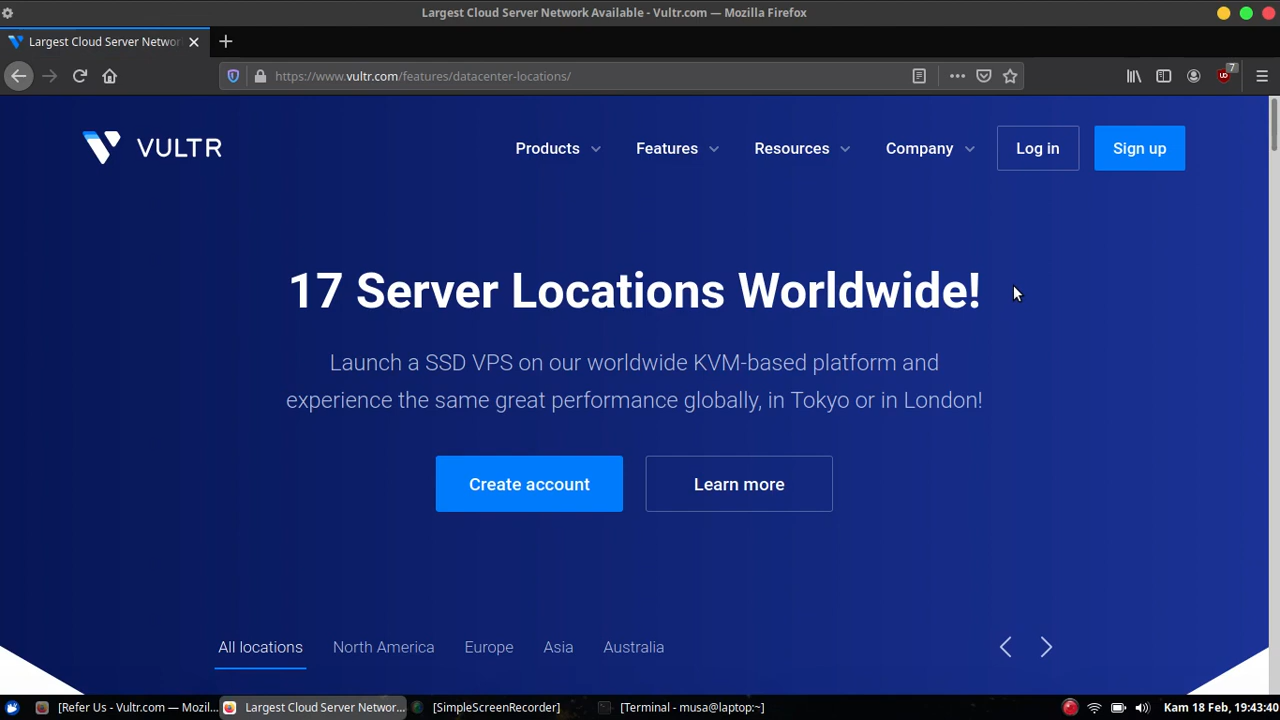 Largest Cloud Server Network Available - Vultr.com — Mozilla Firefox
Largest Cloud Server Networ
https://www.vultr.com/features/datacenter-locations/
UD
7
VULTR
Products
Features
Resources
Company
Log in
Sign up
17 Server Locations Worldwide!
Launch a SSD VPS on our worldwide KVM-based platform and
experience the same great performance globally, in Tokyo or in London!
Create account
Learn more
All locations
North America
Europe
Asia
Australia
[Refer Us - Vultr.com — Mozil...
Largest Cloud Server Networ...
[SimpleScreenRecorder]
[Terminal - musa@laptop:~]
Kam 18 Feb, 19:43:40